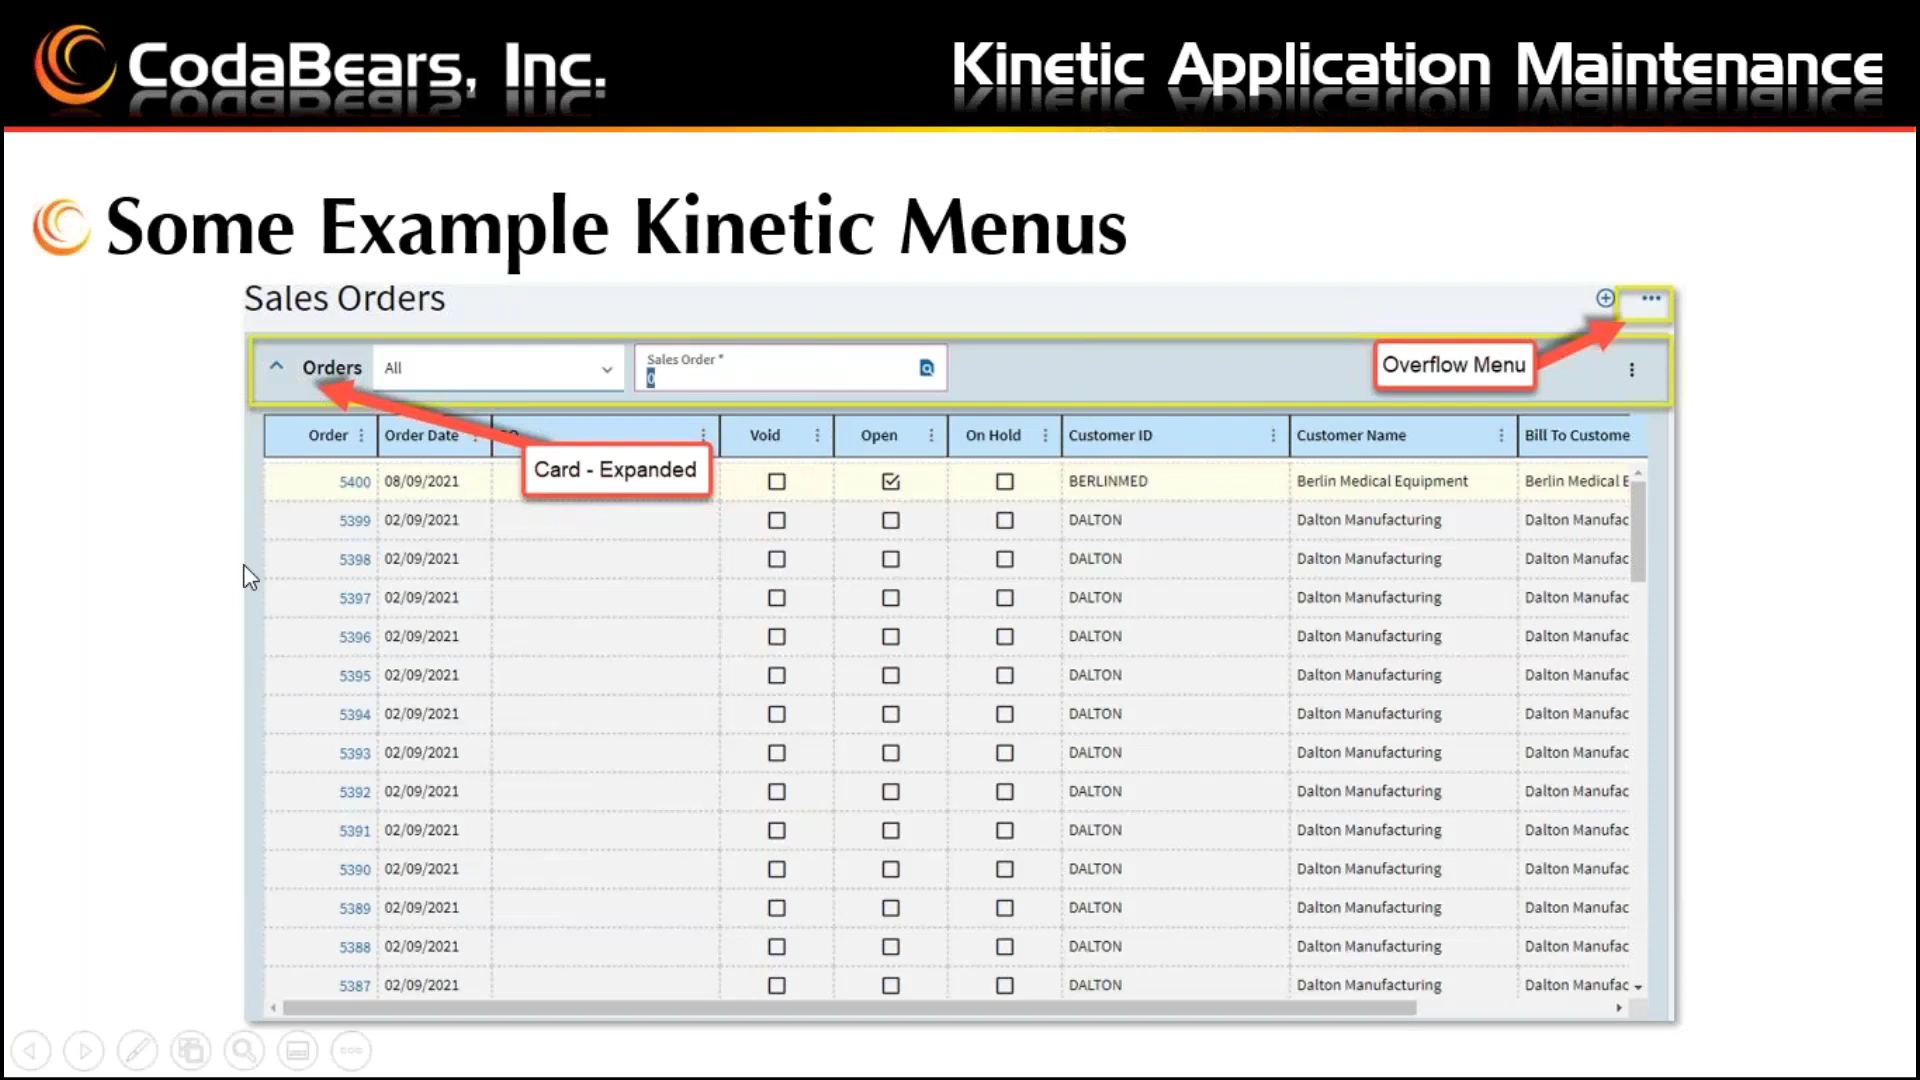 CodaBears, Inc.
Kinetic Application Maintenance
Some Example Kinetic Menus
Sales Orders
Orders All Sales Order *
0
Overflow Menu
Order Order Date Void Open On Hold Customer ID Customer Name Bill To Custome
Card - Expanded
5400 08/09/2021 BERLINMED Berlin Medical Equipment Berlin Medical E
5399 02/09/2021 DALTON Dalton Manufacturing Dalton Manufac
5398 02/09/2021 DALTON Dalton Manufacturing Dalton Manufac
5397 02/09/2021 DALTON Dalton Manufacturing Dalton Manufac
5396 02/09/2021 DALTON Dalton Manufacturing Dalton Manufac
5395 02/09/2021 DALTON Dalton Manufacturing Dalton Manufac
5394 02/09/2021 DALTON Dalton Manufacturing Dalton Manufac
5393 02/09/2021 DALTON Dalton Manufacturing Dalton Manufac
5392 02/09/2021 DALTON Dalton Manufacturing Dalton Manufac
5391 02/09/2021 DALTON Dalton Manufacturing Dalton Manufac
5390 02/09/2021 DALTON Dalton Manufacturing Dalton Manufac
5389 02/09/2021 DALTON Dalton Manufacturing Dalton Manufac
5388 02/09/2021 DALTON Dalton Manufacturing Dalton Manufac
5387 02/09/2021 DALTON Dalton Manufacturing Dalton Manufac